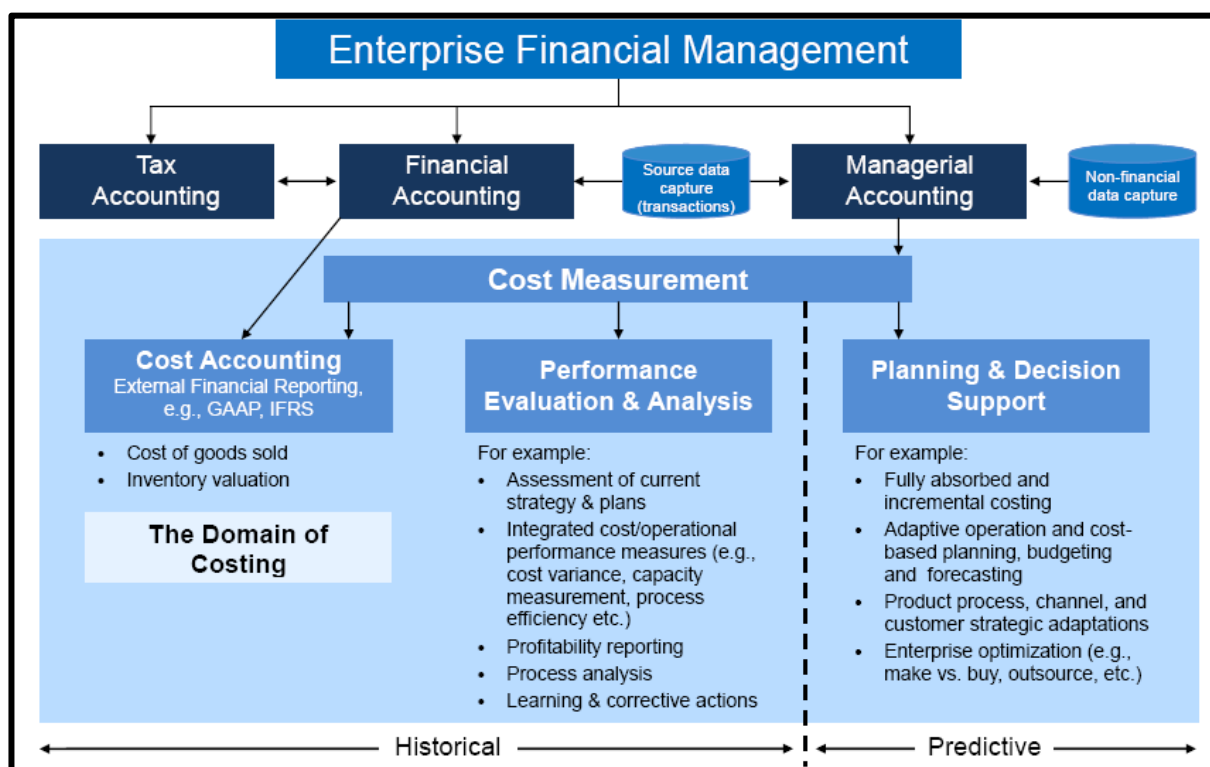 Enterprise Financial Management
Tax
Accounting
Financial
Accounting
Source data
capture
(transactions)
Managerial
Accounting
Non-financial
data capture
Cost Measurement
Cost Accounting
External Financial Reporting,
e.g., GAAP, IFRS
• Cost of goods sold
• Inventory valuation
The Domain of
Costing
Performance
Evaluation & Analysis
For example:
• Assessment of current
strategy & plans
• Integrated cost/operational
performance measures (e.g.,
cost variance, capacity
measurement, process
efficiency etc.)
• Profitability reporting
• Process analysis
• Learning & corrective actions
Planning & Decision
Support
For example:
• Fully absorbed and
incremental costing
• Adaptive operation and cost-
based planning, budgeting
and forecasting
• Product process, channel, and
customer strategic adaptations
• Enterprise optimization (e.g.,
make vs. buy, outsource, etc.)
Historical
Predictive